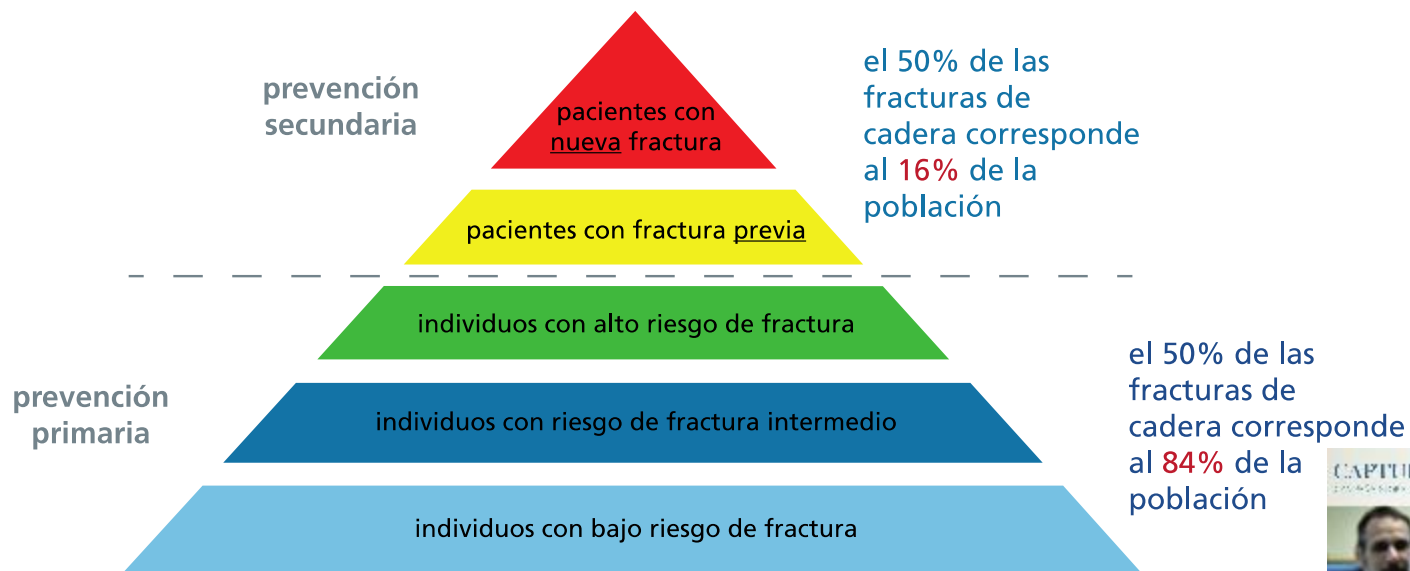 prevención
secundaria
pacientes con
nueva fractura
el 50% de las
fracturas de
cadera corresponde
al 16% de la
población
pacientes con fractura previa
individuos con alto riesgo de fractura
prevención
primaria
individuos con riesgo de fractura intermedio
individuos con bajo riesgo de fractura
el 50% de las
fracturas de
cadera corresponde
al 84% de la
población